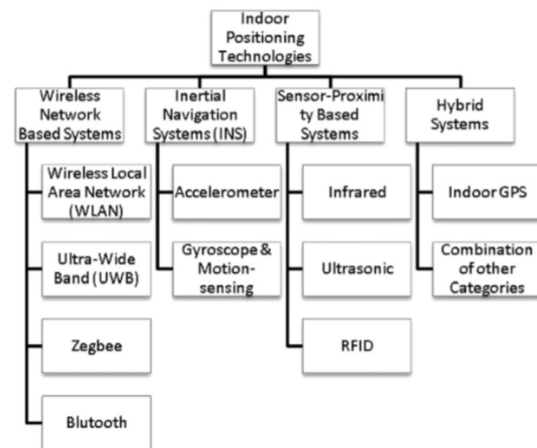 Indoor
Positioning
Technologies
Wireless
Network
Based Systems
Wireless Local
Area Network
(WLAN)
Ultra-Wide
Band (UWB)
Zegbee
Blutooth
Inertial
Navigation
Systems (INS)
Accelerometer
Gyroscope &
Motion-
sensing
Sensor-Proximi
ty Based
Systems
Infrared
Ultrasonic
RFID
Hybrid
Systems
Indoor GPS
Combination
of other
Categories